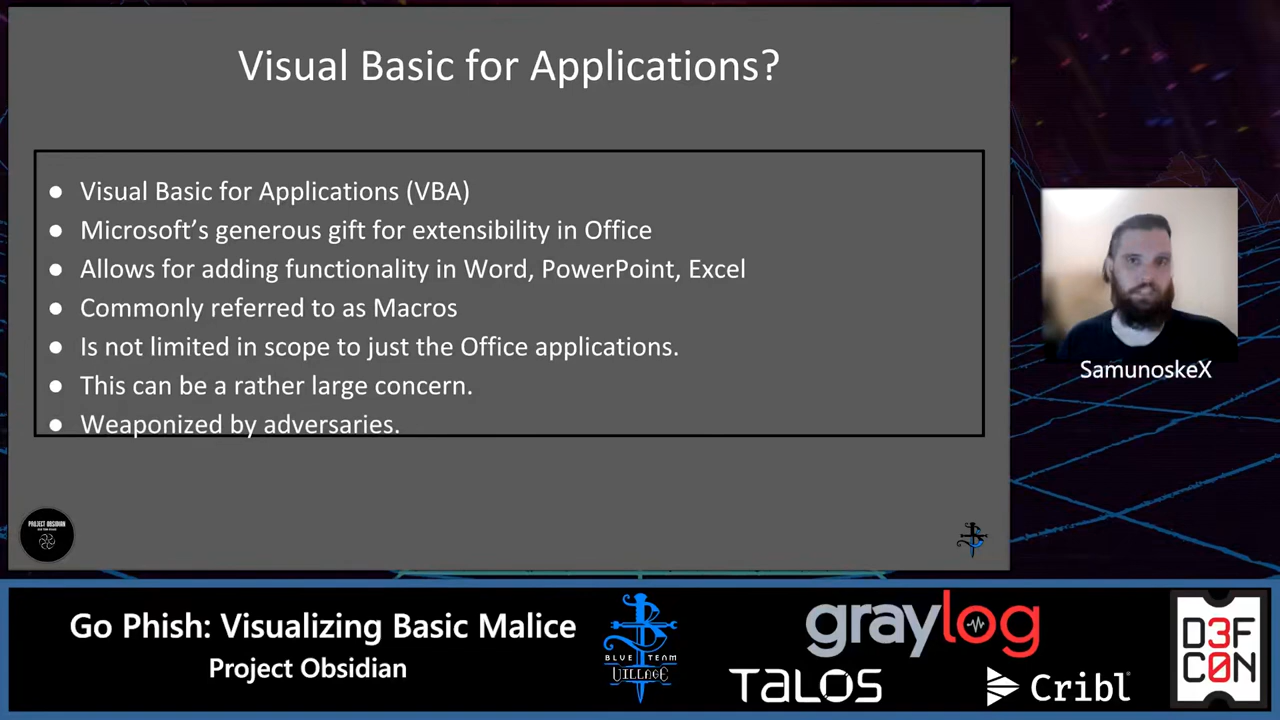 Visual Basic for Applications?
● Visual Basic for Applications (VBA)
● Microsoft’s generous gift for extensibility in Office
● Allows for adding functionality in Word, PowerPoint, Excel
● Commonly referred to as Macros
● Is not limited in scope to just the Office applications.
● This can be a rather large concern.
● Weaponized by adversaries.
PROJECT OBSIDIAN
SamunoskeX
Go Phish: Visualizing Basic Malice
Project Obsidian
BLUE TEAM
VILLAGE
graylog
TALOS
Cribl
D3F
C0N